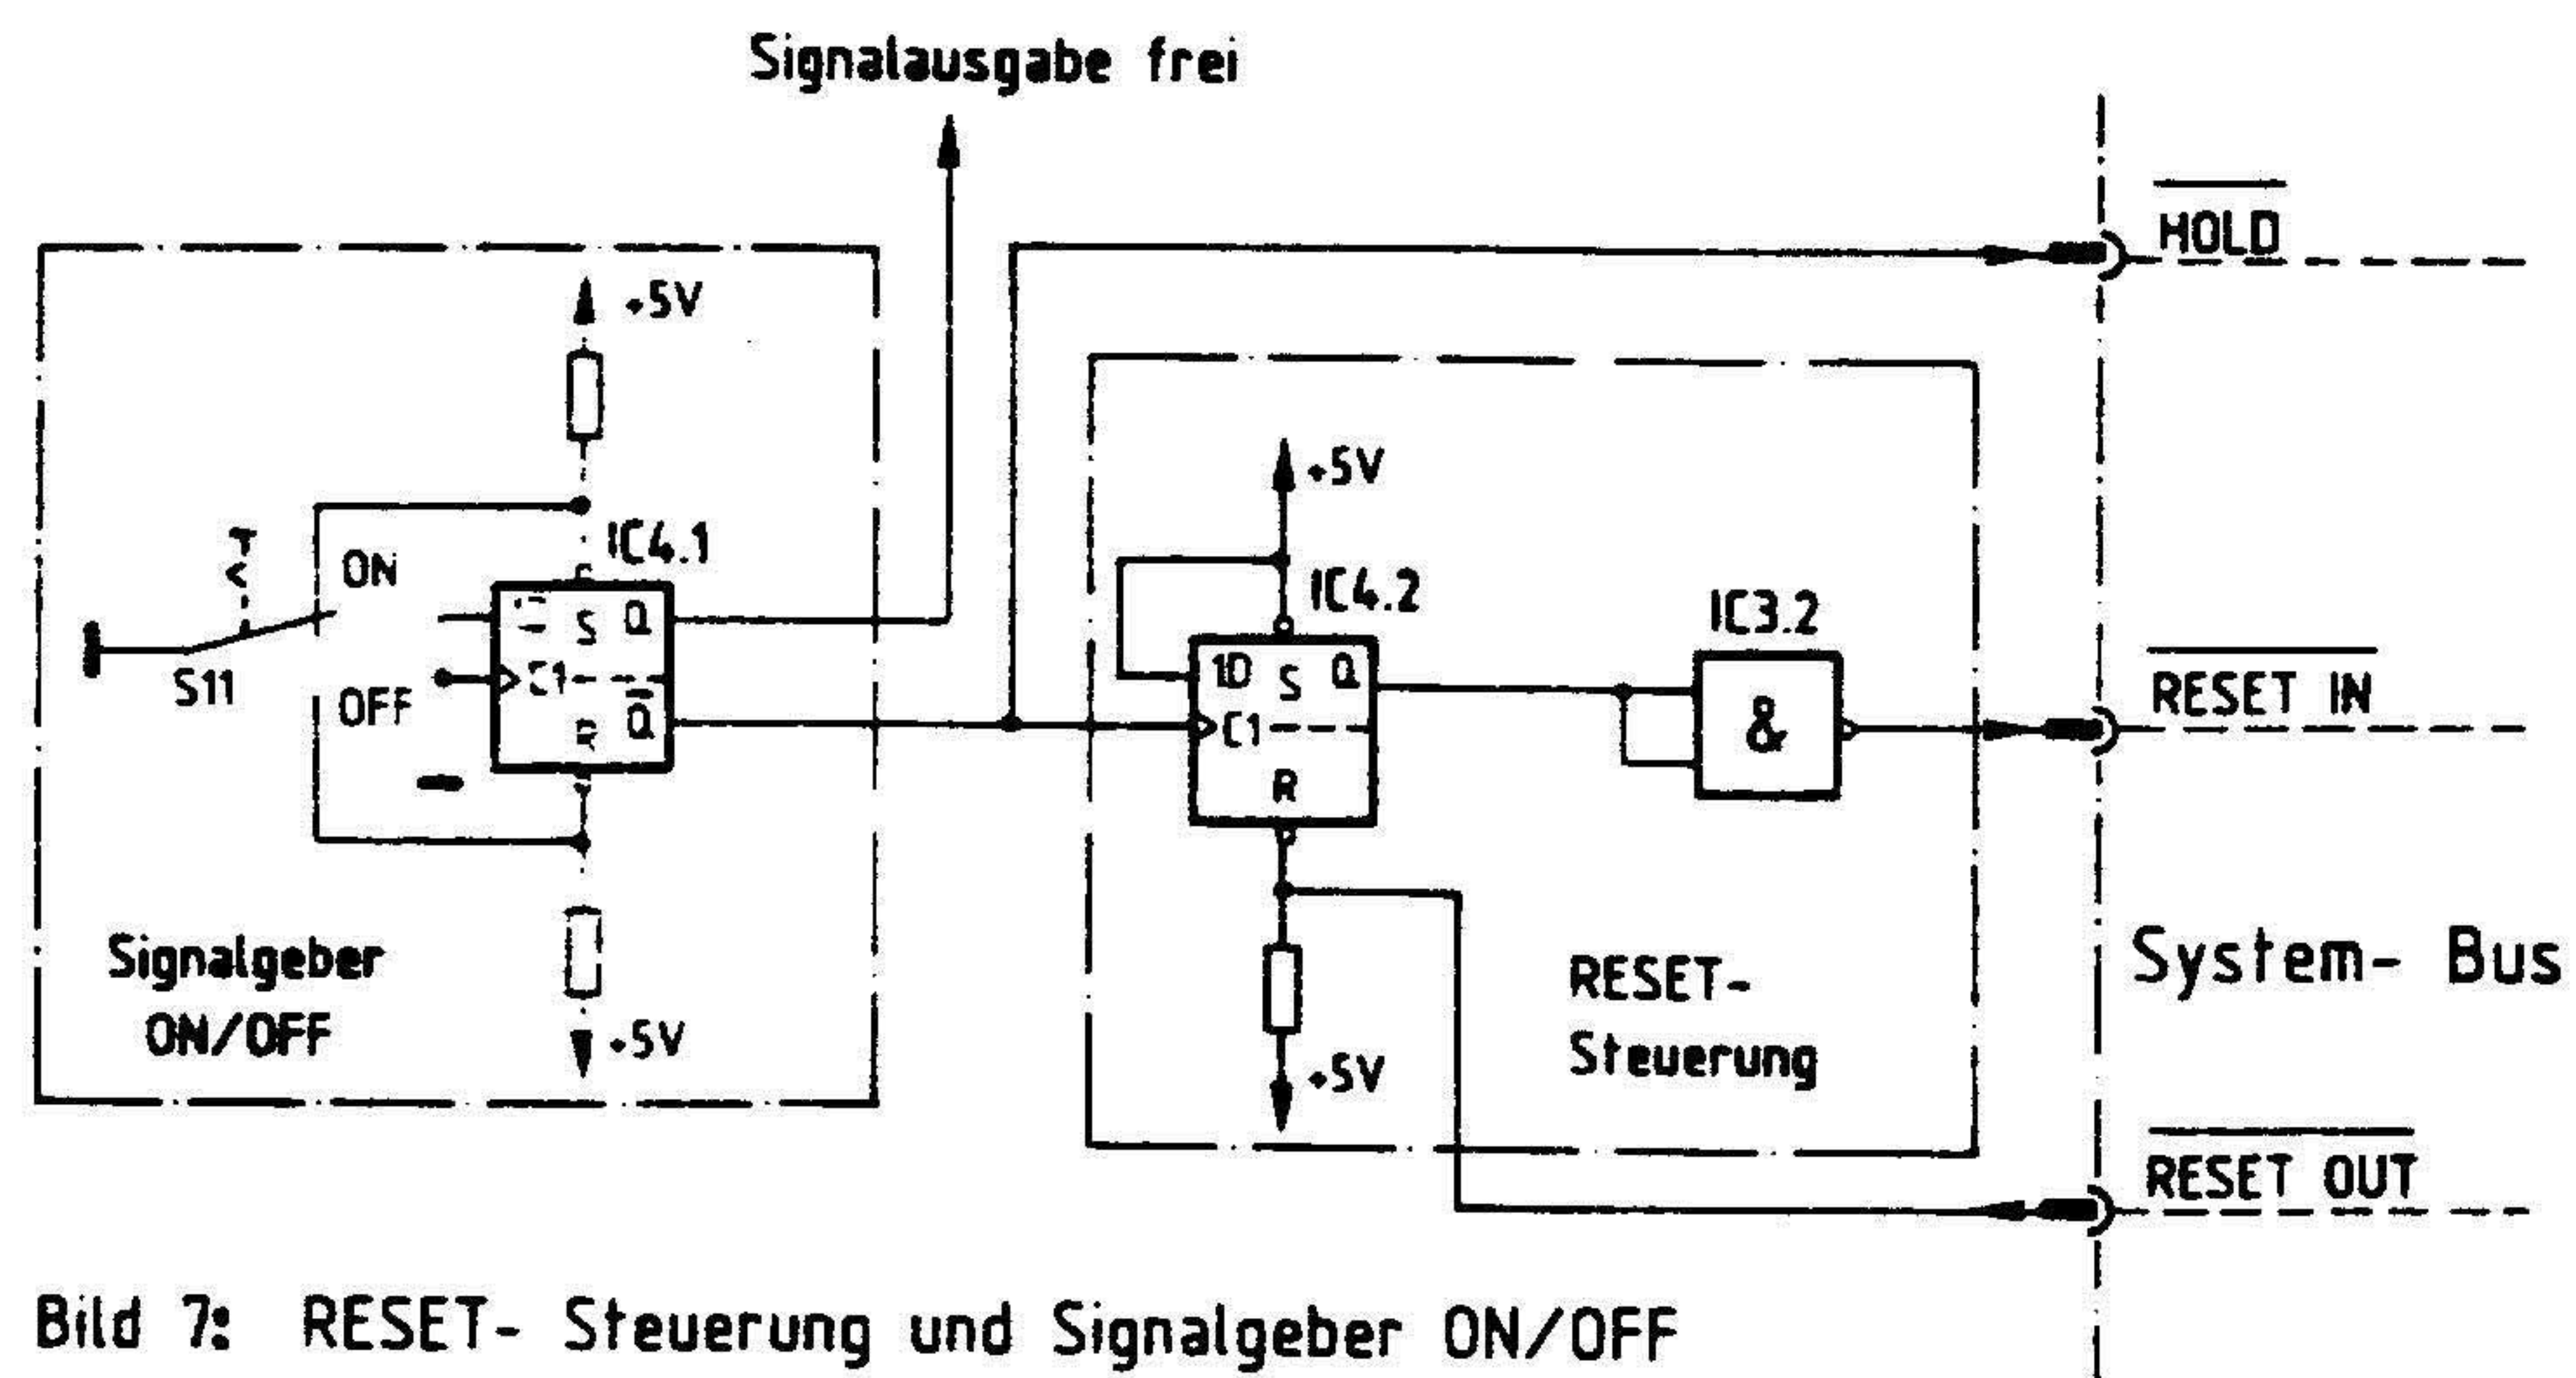 Signalausgabe frei
HOLD
+5V
+5V
ON
IC4.1
IC4.2
IC3.2
S Q
1D S Q
RESET IN
S11
OFF
C1
R Q
C1
&
R
Signalgeber
ON/OFF
+5V
+5V
RESET-
Steuerung
System- Bus
RESET OUT
Bild 7: RESET- Steuerung und Signalgeber ON/OFF